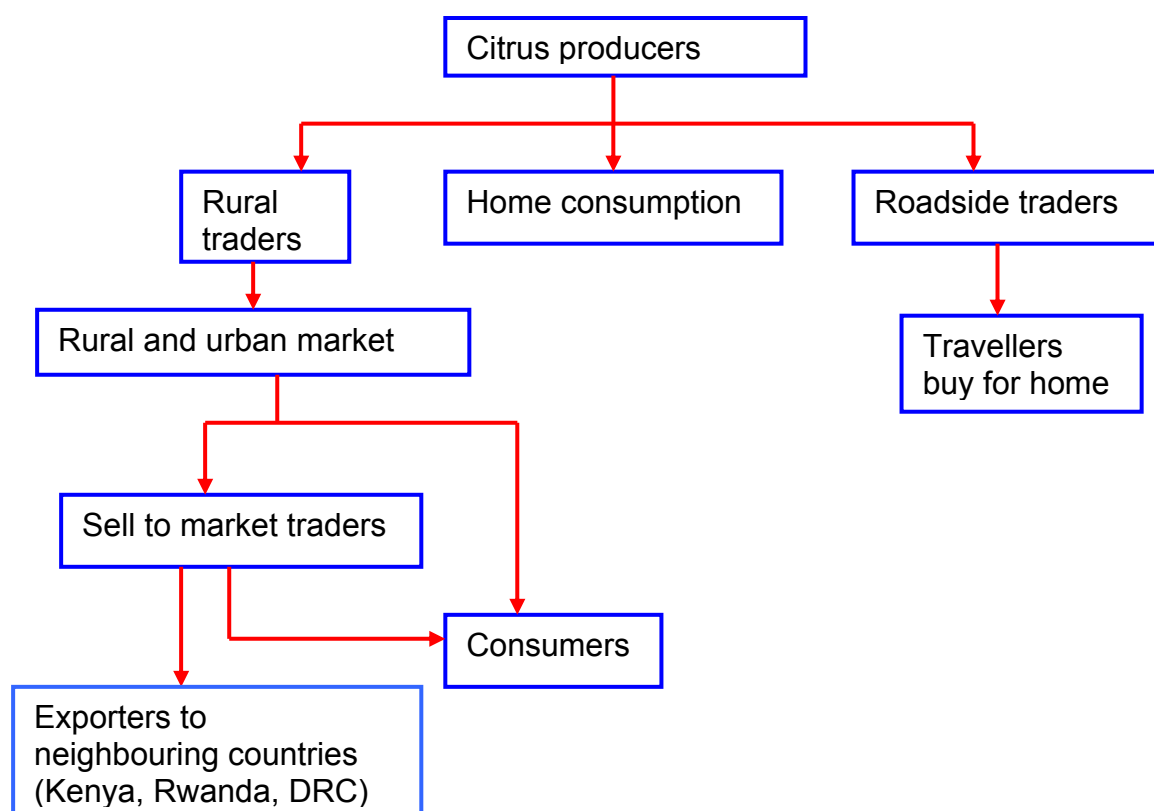 Citrus producers
Rural
traders
Home consumption
Roadside traders
Rural and urban market
Travellers
buy for home
Sell to market traders
Consumers
Exporters to
neighbouring countries
(Kenya, Rwanda, DRC)